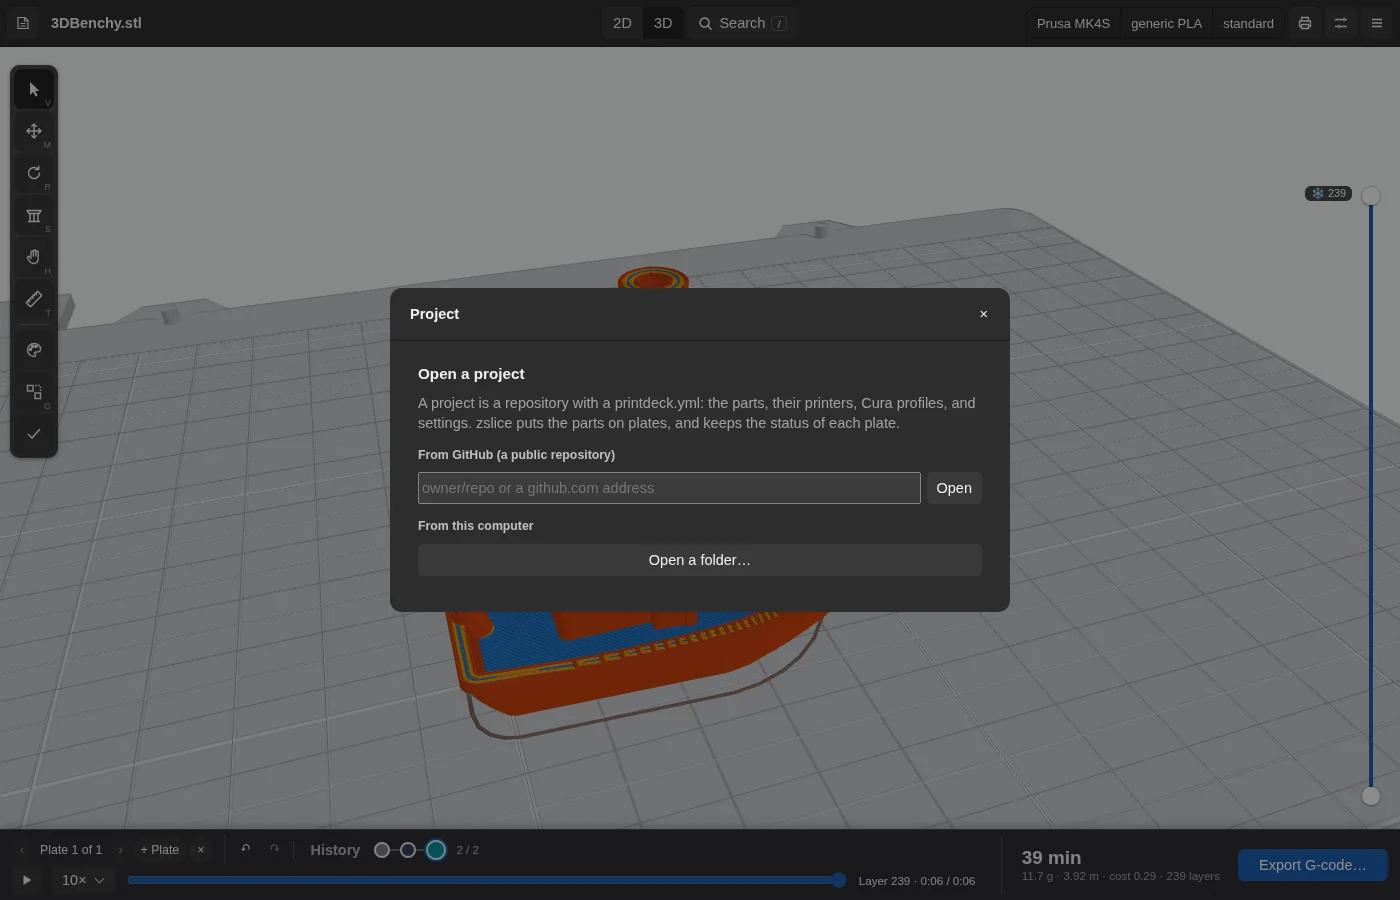 3DBenchy.stl
2D 3D Search /
Prusa MK4S generic PLA standard
V
M
R
S
H
T
G
239
Project ×
Open a project
A project is a repository with a printdeck.yml: the parts, their printers, Cura profiles, and
settings. zslice puts the parts on plates, and keeps the status of each plate.
From GitHub (a public repository)
owner/repo or a github.com address Open
From this computer
Open a folder…
‹ Plate 1 of 1 › + Plate × History 2 / 2
10× Layer 239 · 0:06 / 0:06
39 min
11.7 g · 3.92 m · cost 0.29 · 239 layers
Export G-code…